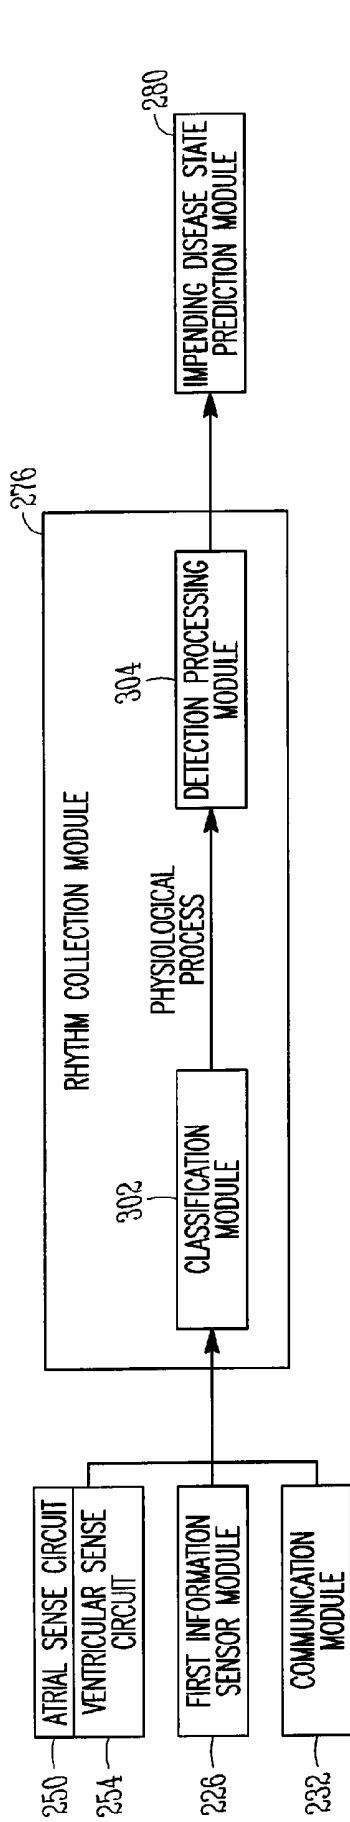 250
ATRIAL SENSE CIRCUIT
254
VENTRICULAR SENSE
CIRCUIT
226
FIRST INFORMATION
SENSOR MODULE
232
COMMUNICATION
MODULE
276
RHYTHM COLLECTION MODULE
302
CLASSIFICATION
MODULE
PHYSIOLOGICAL
PROCESS
304
DETECTION PROCESSING
MODULE
280
IMPENDING DISEASE STATE
PREDICTION MODULE